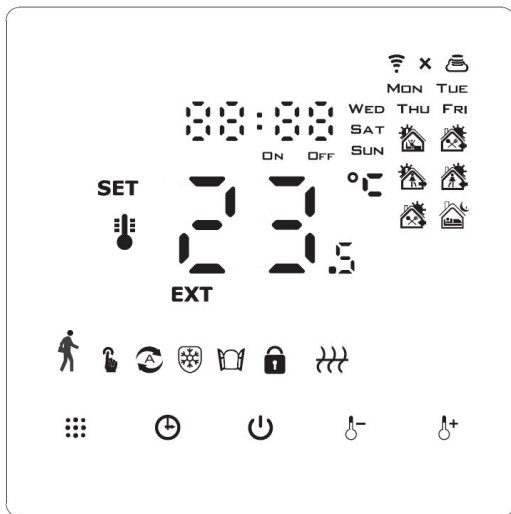 MON TUE
WED THU FRI
SAT
SUN
88:88
ON OFF
SET
23.5
°C
EXT
A